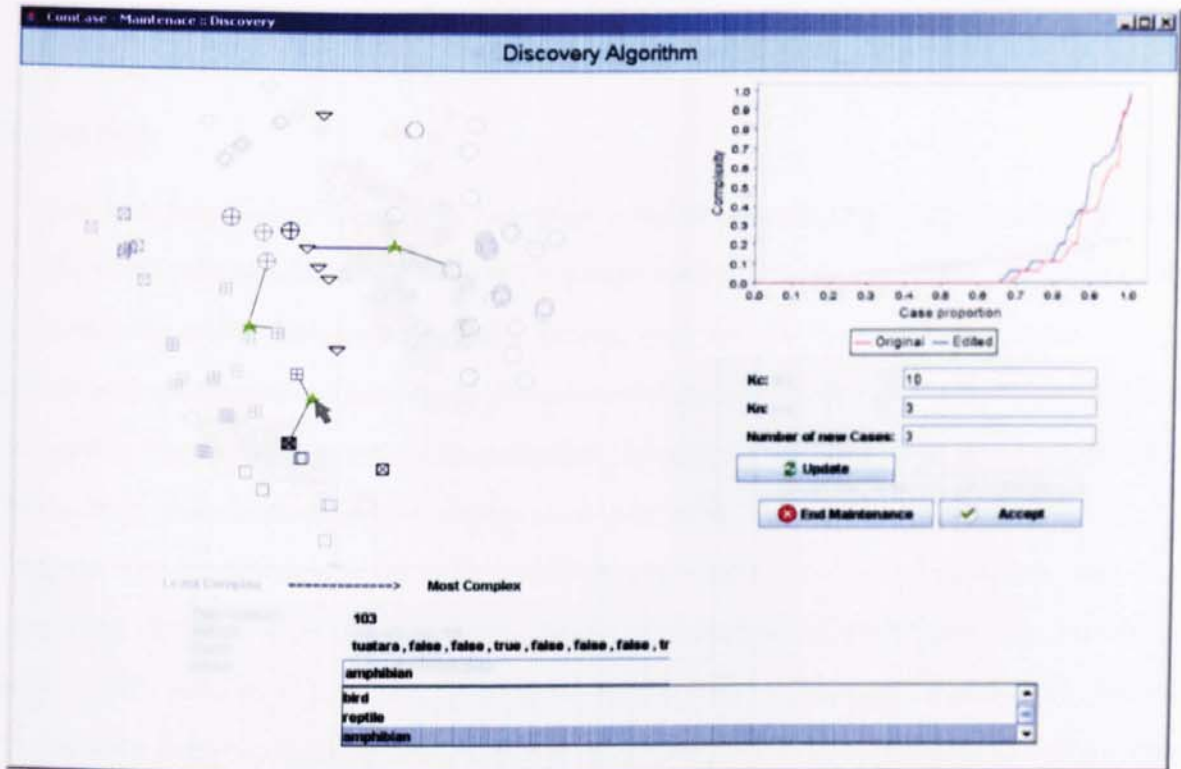 ComCase - Maintenace :: Discovery
Discovery Algorithm
1.0
0.9
0.8
0.7
0.6
0.5
0.4
0.3
0.2
0.1
0.0
Complexity
0.0 0.1 0.2 0.3 0.4 0.5 0.6 0.7 0.8 0.9 1.0
Case proportion
Original Edited
Kc: 10
Kn: 3
Number of new Cases: 3
Update
End Maintenance Accept
Least Complex -----------> Most Complex
103
tuatara , false , false , true , false , false , false , tr
amphibian
bird
reptile
amphibian